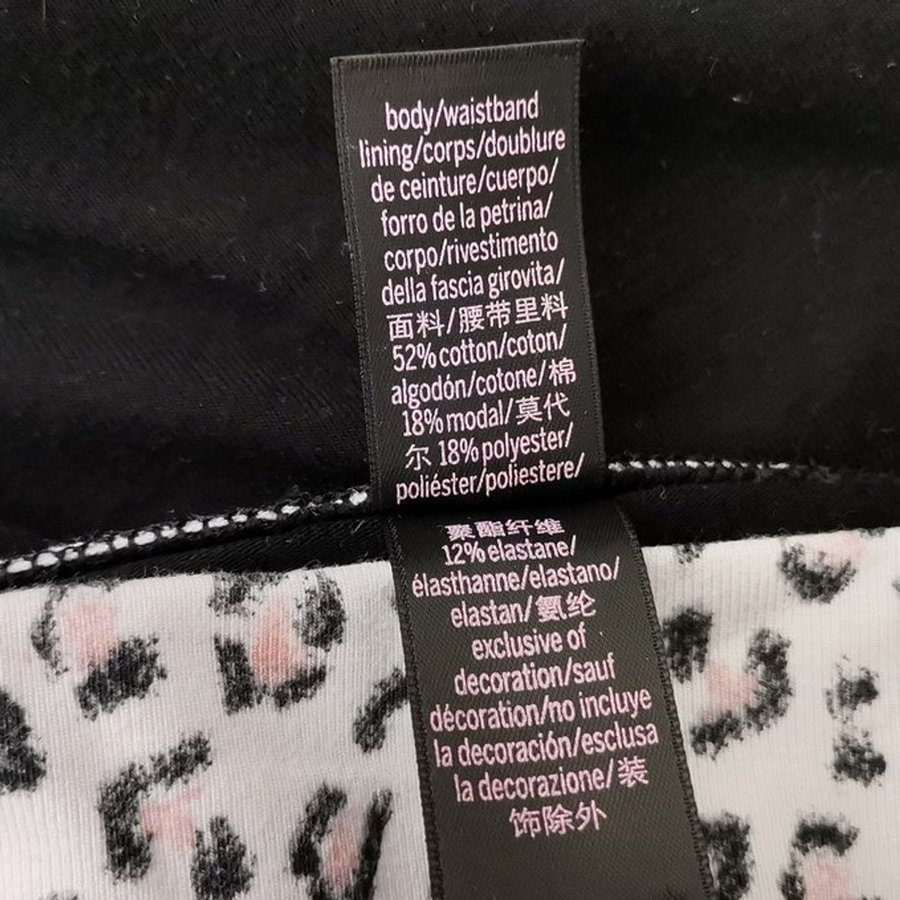 body/waistband
lining/corps/doublure
de ceinture/cuerpo/
forro de la petrina/
corpo/rivestimento
della fascia girovita/
面料/腰带里料
52% cotton/coton/
algodón/cotone/棉
18% modal/莫代
尔 18% polyester/
poliéster/poliestere/
聚酯纤维
12% elastane/
élasthanne/elastano/
elastan/氨纶
exclusive of
decoration/sauf
décoration/no incluye
la decoración/esclusa
la decorazione/装
饰除外